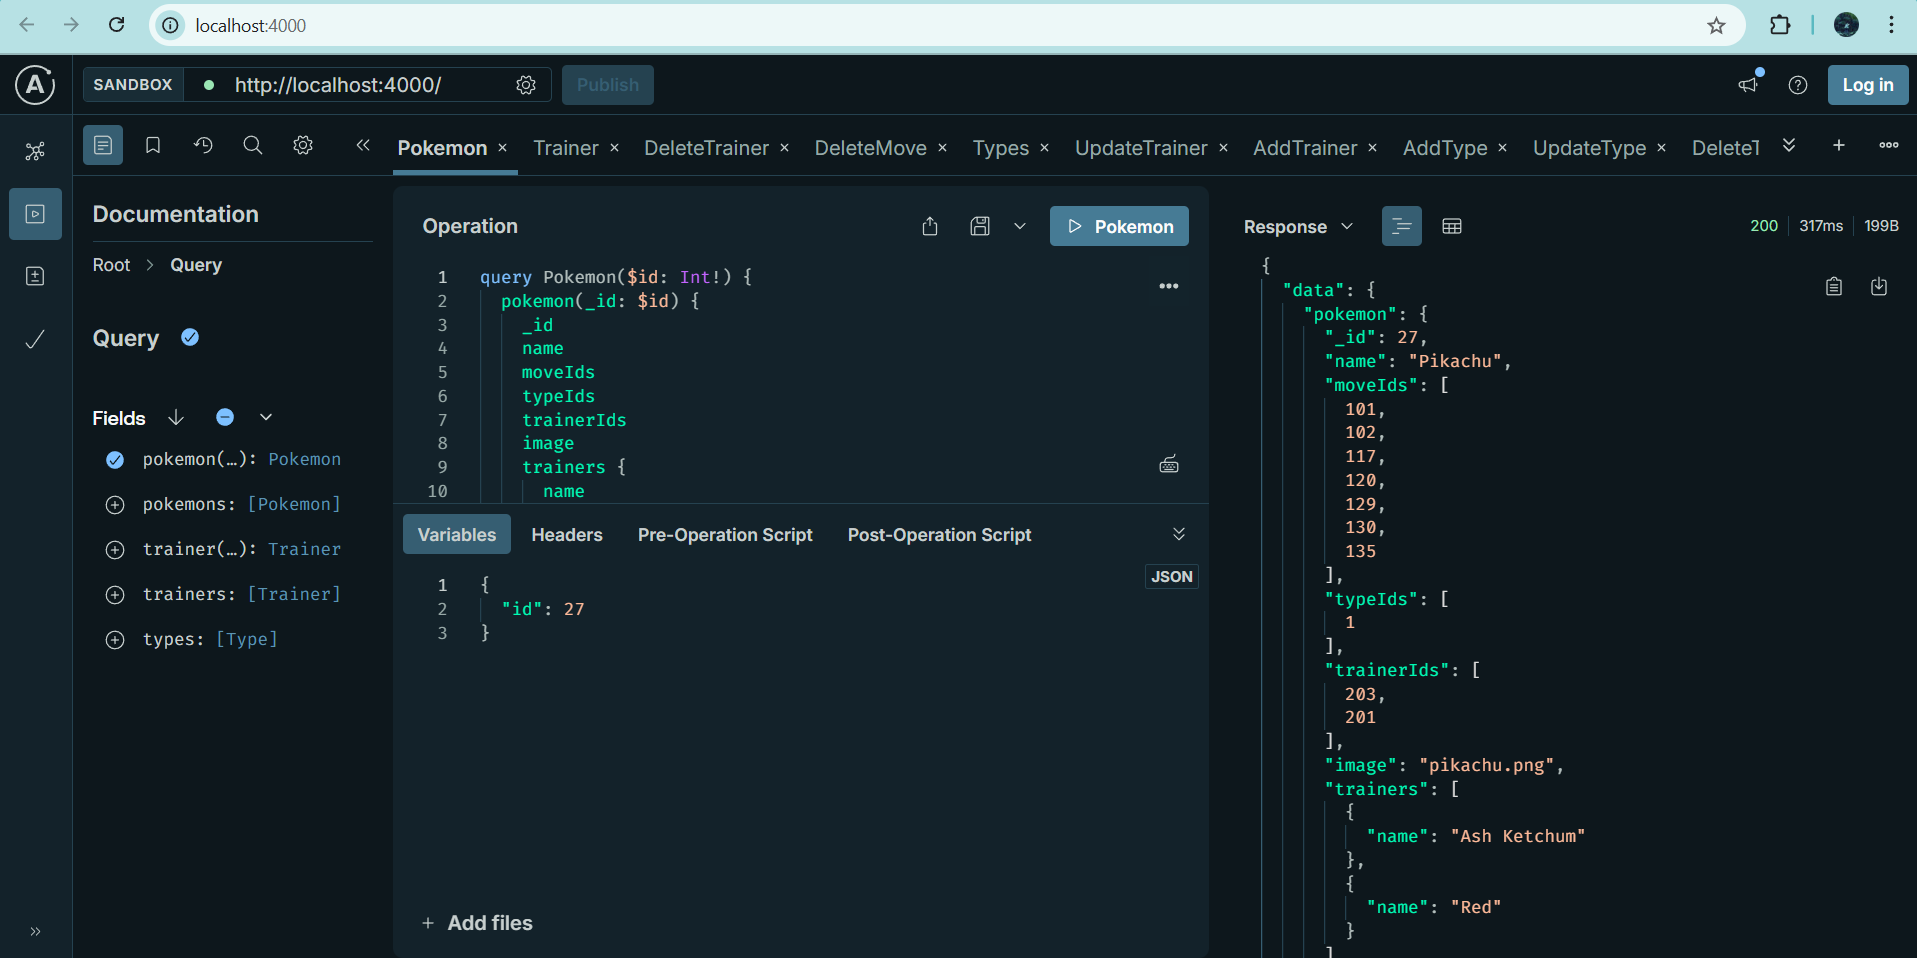 localhost:4000
SANDBOX http://localhost:4000/ Publish Log in
Pokemon × Trainer × DeleteTrainer × DeleteMove × Types × UpdateTrainer × AddTrainer × AddType × UpdateType × DeleteT
Documentation
Root > Query
Query
Fields
pokemon(…): Pokemon
pokemons: [Pokemon]
trainer(…): Trainer
trainers: [Trainer]
types: [Type]
Operation
Pokemon
1 query Pokemon($id: Int!) {
2 pokemon(_id: $id) {
3 _id
4 name
5 moveIds
6 typeIds
7 trainerIds
8 image
9 trainers {
10 name
Variables Headers Pre-Operation Script Post-Operation Script
JSON
1 {
2 "id": 27
3 }
+ Add files
Response 200 317ms 199B
{
"data": {
"pokemon": {
"_id": 27,
"name": "Pikachu",
"moveIds": [
101,
102,
117,
120,
129,
130,
135
],
"typeIds": [
1
],
"trainerIds": [
203,
201
],
"image": "pikachu.png",
"trainers": [
{
"name": "Ash Ketchum"
},
{
"name": "Red"
}
]